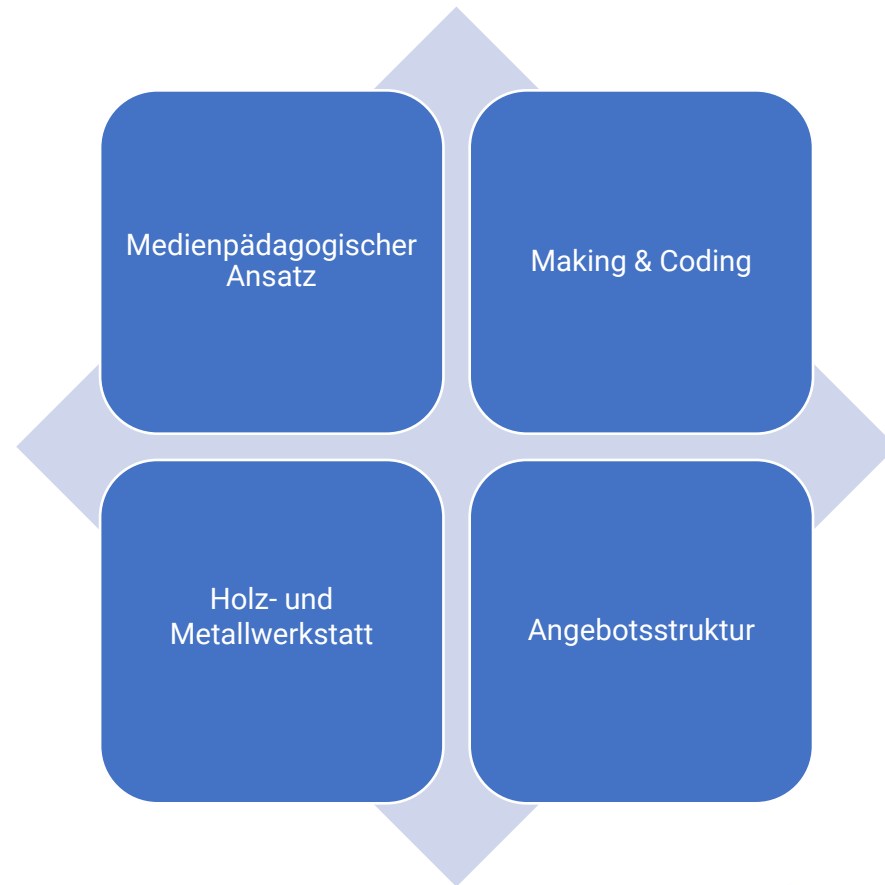 Medienpädagogischer
Ansatz
Making & Coding
Holz- und
Metallwerkstatt
Angebotsstruktur